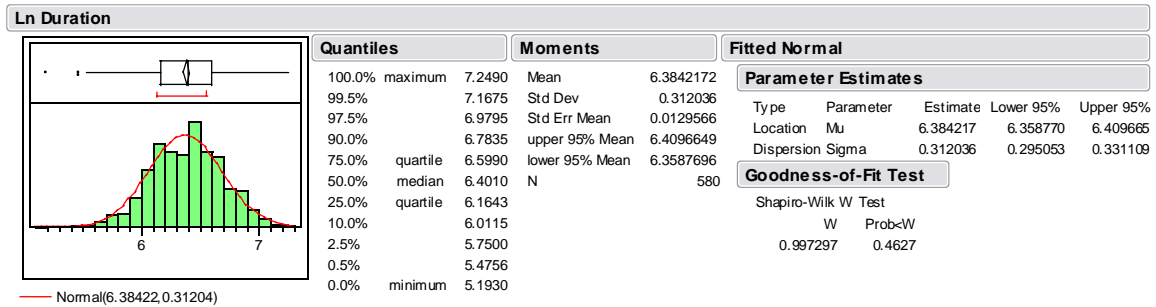 Ln Duration
Quantiles
100.0% maximum 7.2490
99.5% 7.1675
97.5% 6.9795
90.0% 6.7835
75.0% quartile 6.5990
50.0% median 6.4010
25.0% quartile 6.1643
10.0% 6.0115
2.5% 5.7500
0.5% 5.4756
0.0% minimum 5.1930
Moments
Mean 6.3842172
Std Dev 0.312036
Std Err Mean 0.0129566
upper 95% Mean 6.4096649
lower 95% Mean 6.3587696
N 580
Fitted Normal
Parameter Estimates
Type Parameter Estimate Lower 95% Upper 95%
Location Mu 6.384217 6.358770 6.409665
Dispersion Sigma 0.312036 0.295053 0.331109
Goodness-of-Fit Test
Shapiro-Wilk W Test
W Prob<W
0.997297 0.4627
6 7
Normal(6.38422,0.31204)